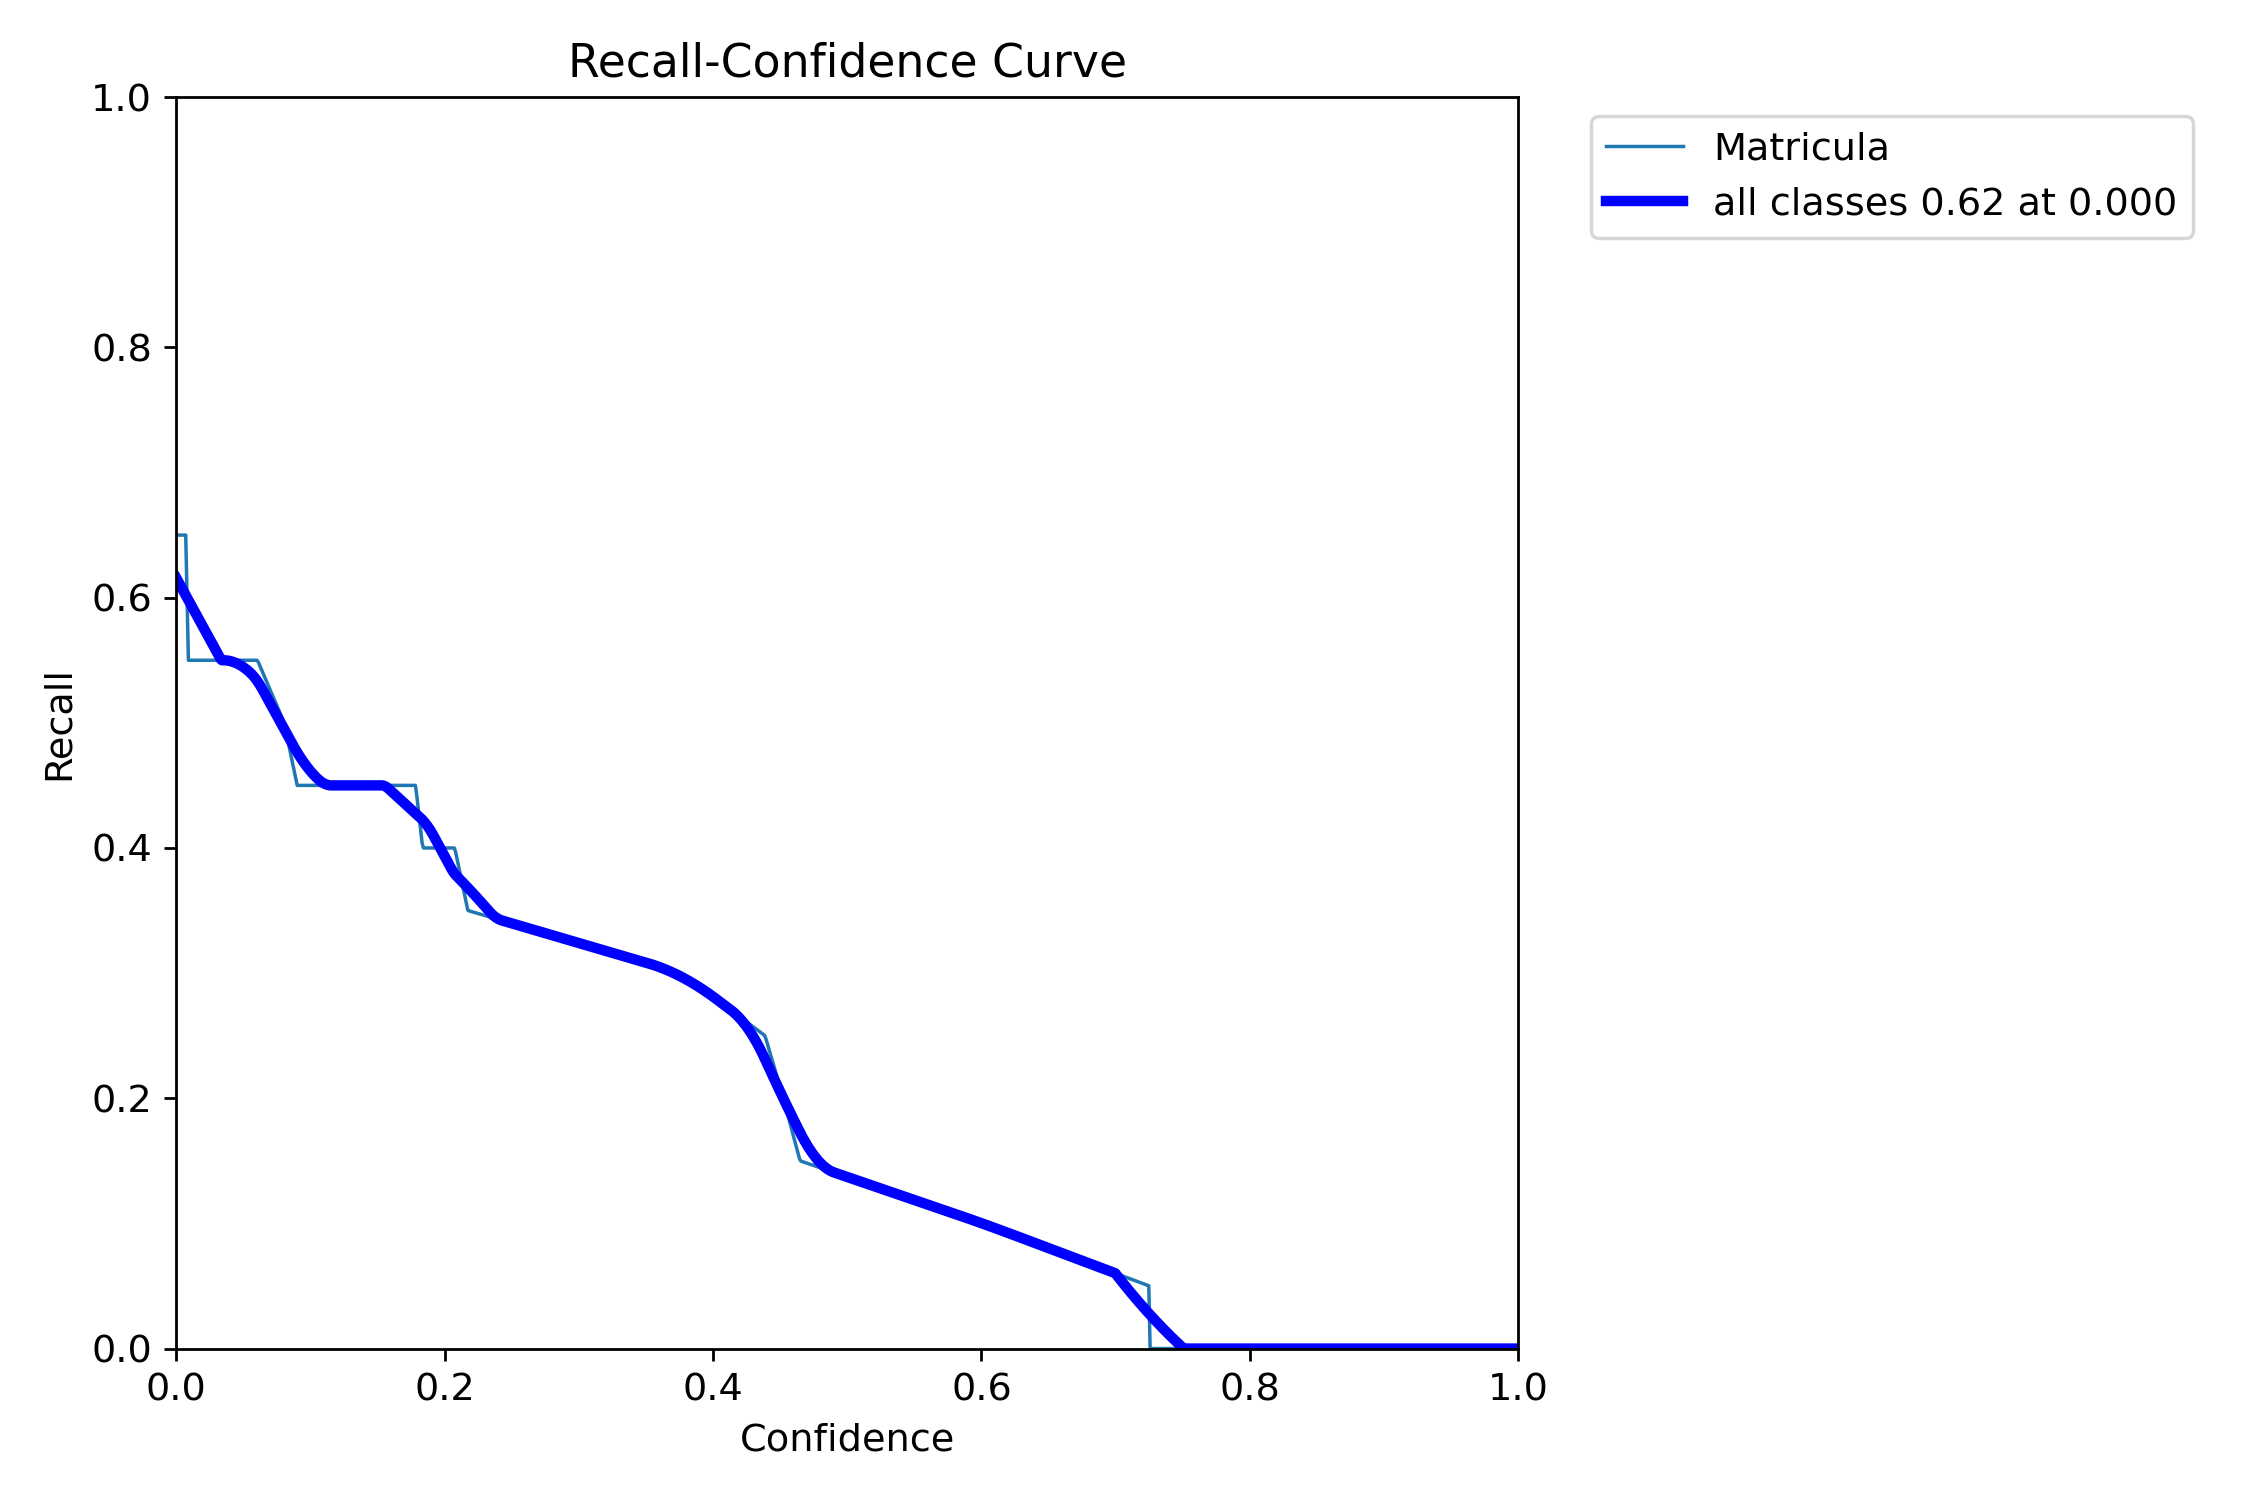 Recall-Confidence Curve
1.0
0.8
0.6
0.4
0.2
0.0
Recall
0.0 0.2 0.4 0.6 0.8 1.0
Confidence
Matricula
all classes 0.62 at 0.000